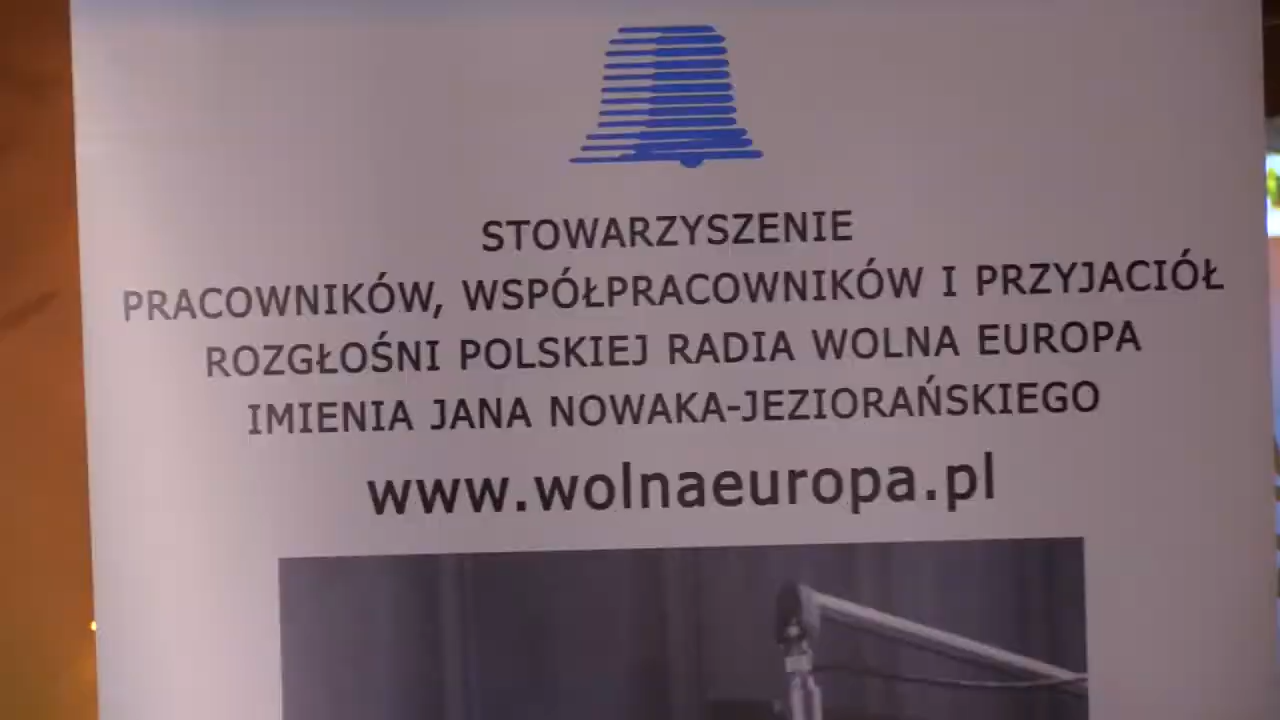 STOWARZYSZENIE
PRACOWNIKÓW, WSPÓŁPRACOWNIKÓW I PRZYJACIÓŁ
ROZGŁOŚNI POLSKIEJ RADIA WOLNA EUROPA
IMIENIA JANA NOWAKA-JEZIORAŃSKIEGO
www.wolnaeuropa.pl